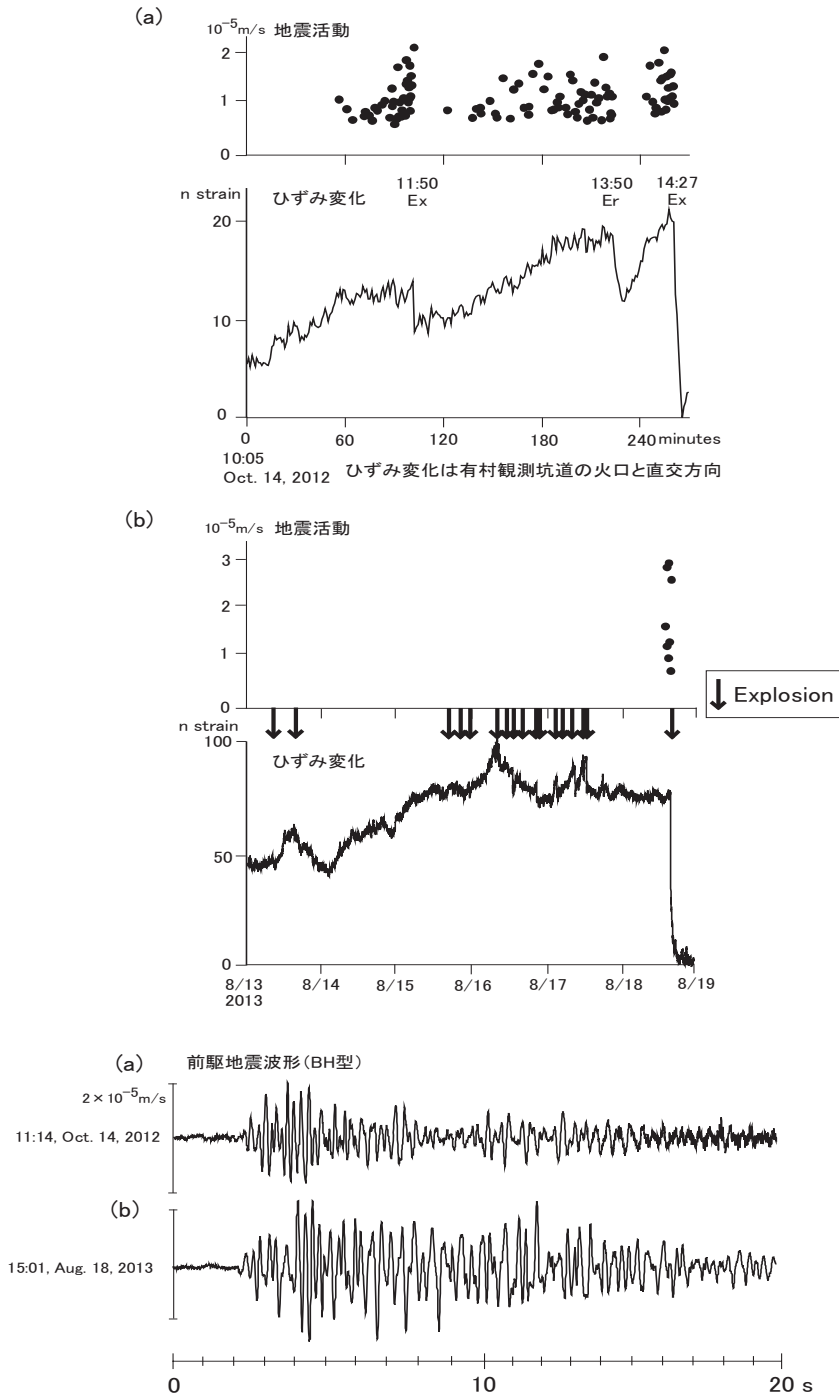 (a)
10⁻⁵m/s 地震活動
2
1
0
11:50 13:50 14:27
Ex Er Ex
n strain ひずみ変化
20
10
0
0 60 120 180 240 minutes
10:05
Oct. 14, 2012 ひずみ変化は有村観測坑道の火口と直交方向
(b)
10⁻⁵m/s 地震活動
3
2
1
0
Explosion
n strain
100
ひずみ変化
50
0
8/13 8/14 8/15 8/16 8/17 8/18 8/19
2013
(a) 前駆地震波形(BH型)
2×10⁻⁵m/s
11:14, Oct. 14, 2012
(b)
15:01, Aug. 18, 2013
0 10 20 s